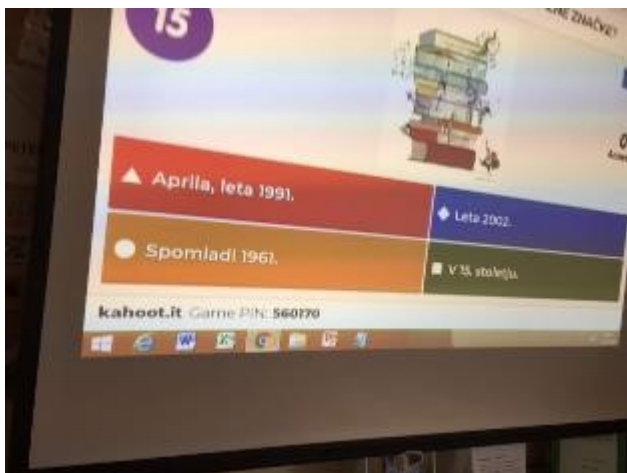 15
ZNAČKE?
Aprila, leta 1991.
Leta 2002.
Spomladi 1961.
V 15. stoletju.
kahoot.it Game PIN: 560170